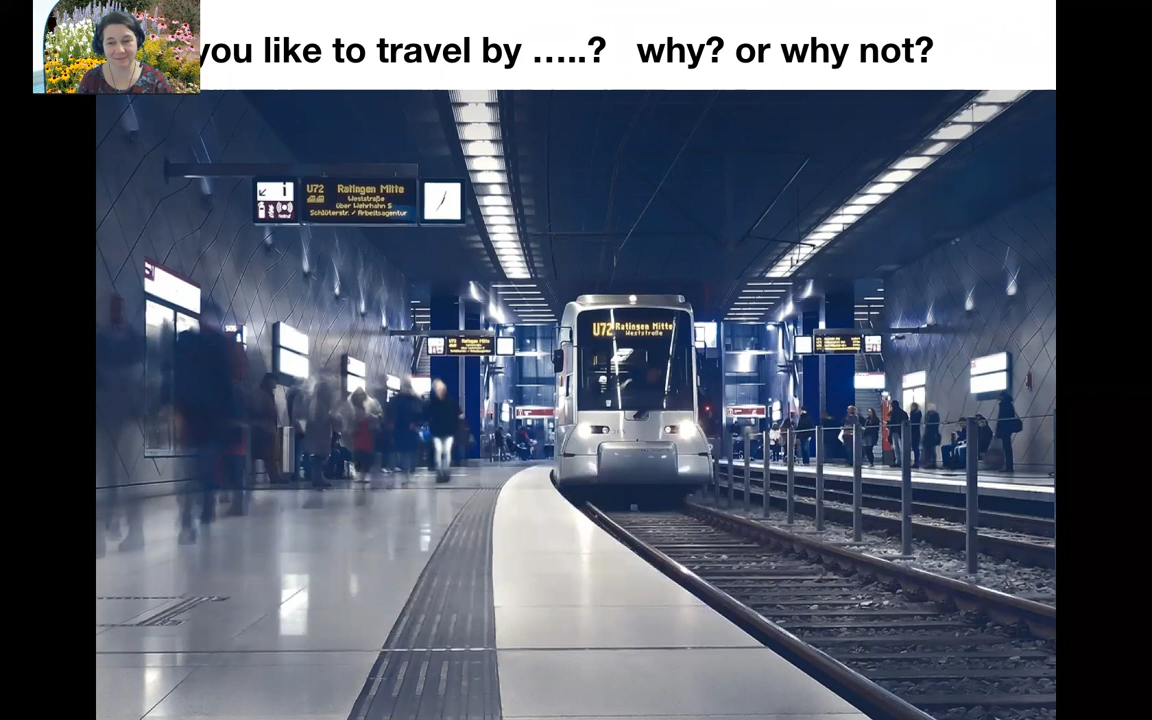 you like to travel by …..?   why? or why not?
U72 Ratingen Mitte
Weststraße
über Wehrhahn S
Schlüterstr. / Arbeitsagentur
SOS
U72 Ratingen Mitte
Weststraße